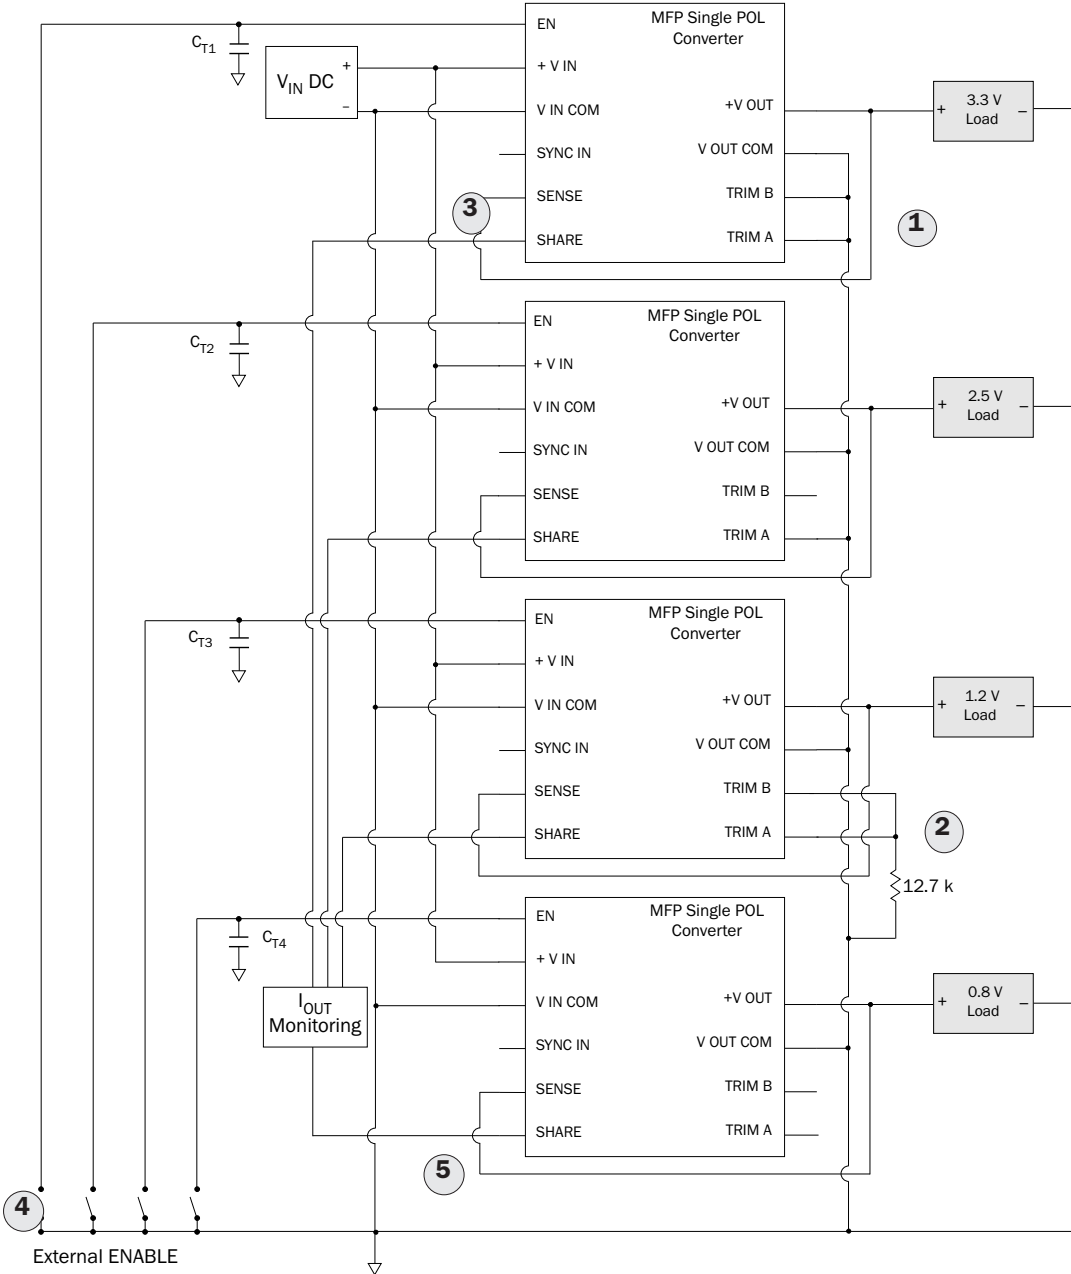 MFP Single POL
Converter
EN
+ V IN
V IN COM
SYNC IN
SENSE
SHARE
+V OUT
V OUT COM
TRIM B
TRIM A
CT1
VIN DC
+
–
+ 3.3 V –
Load
3
1
MFP Single POL
Converter
EN
+ V IN
V IN COM
SYNC IN
SENSE
SHARE
+V OUT
V OUT COM
TRIM B
TRIM A
CT2
+ 2.5 V –
Load
MFP Single POL
Converter
EN
+ V IN
V IN COM
SYNC IN
SENSE
SHARE
+V OUT
V OUT COM
TRIM B
TRIM A
CT3
+ 1.2 V –
Load
2
12.7 k
MFP Single POL
Converter
EN
+ V IN
V IN COM
SYNC IN
SENSE
SHARE
+V OUT
V OUT COM
TRIM B
TRIM A
CT4
IOUT
Monitoring
+ 0.8 V –
Load
5
4
External ENABLE